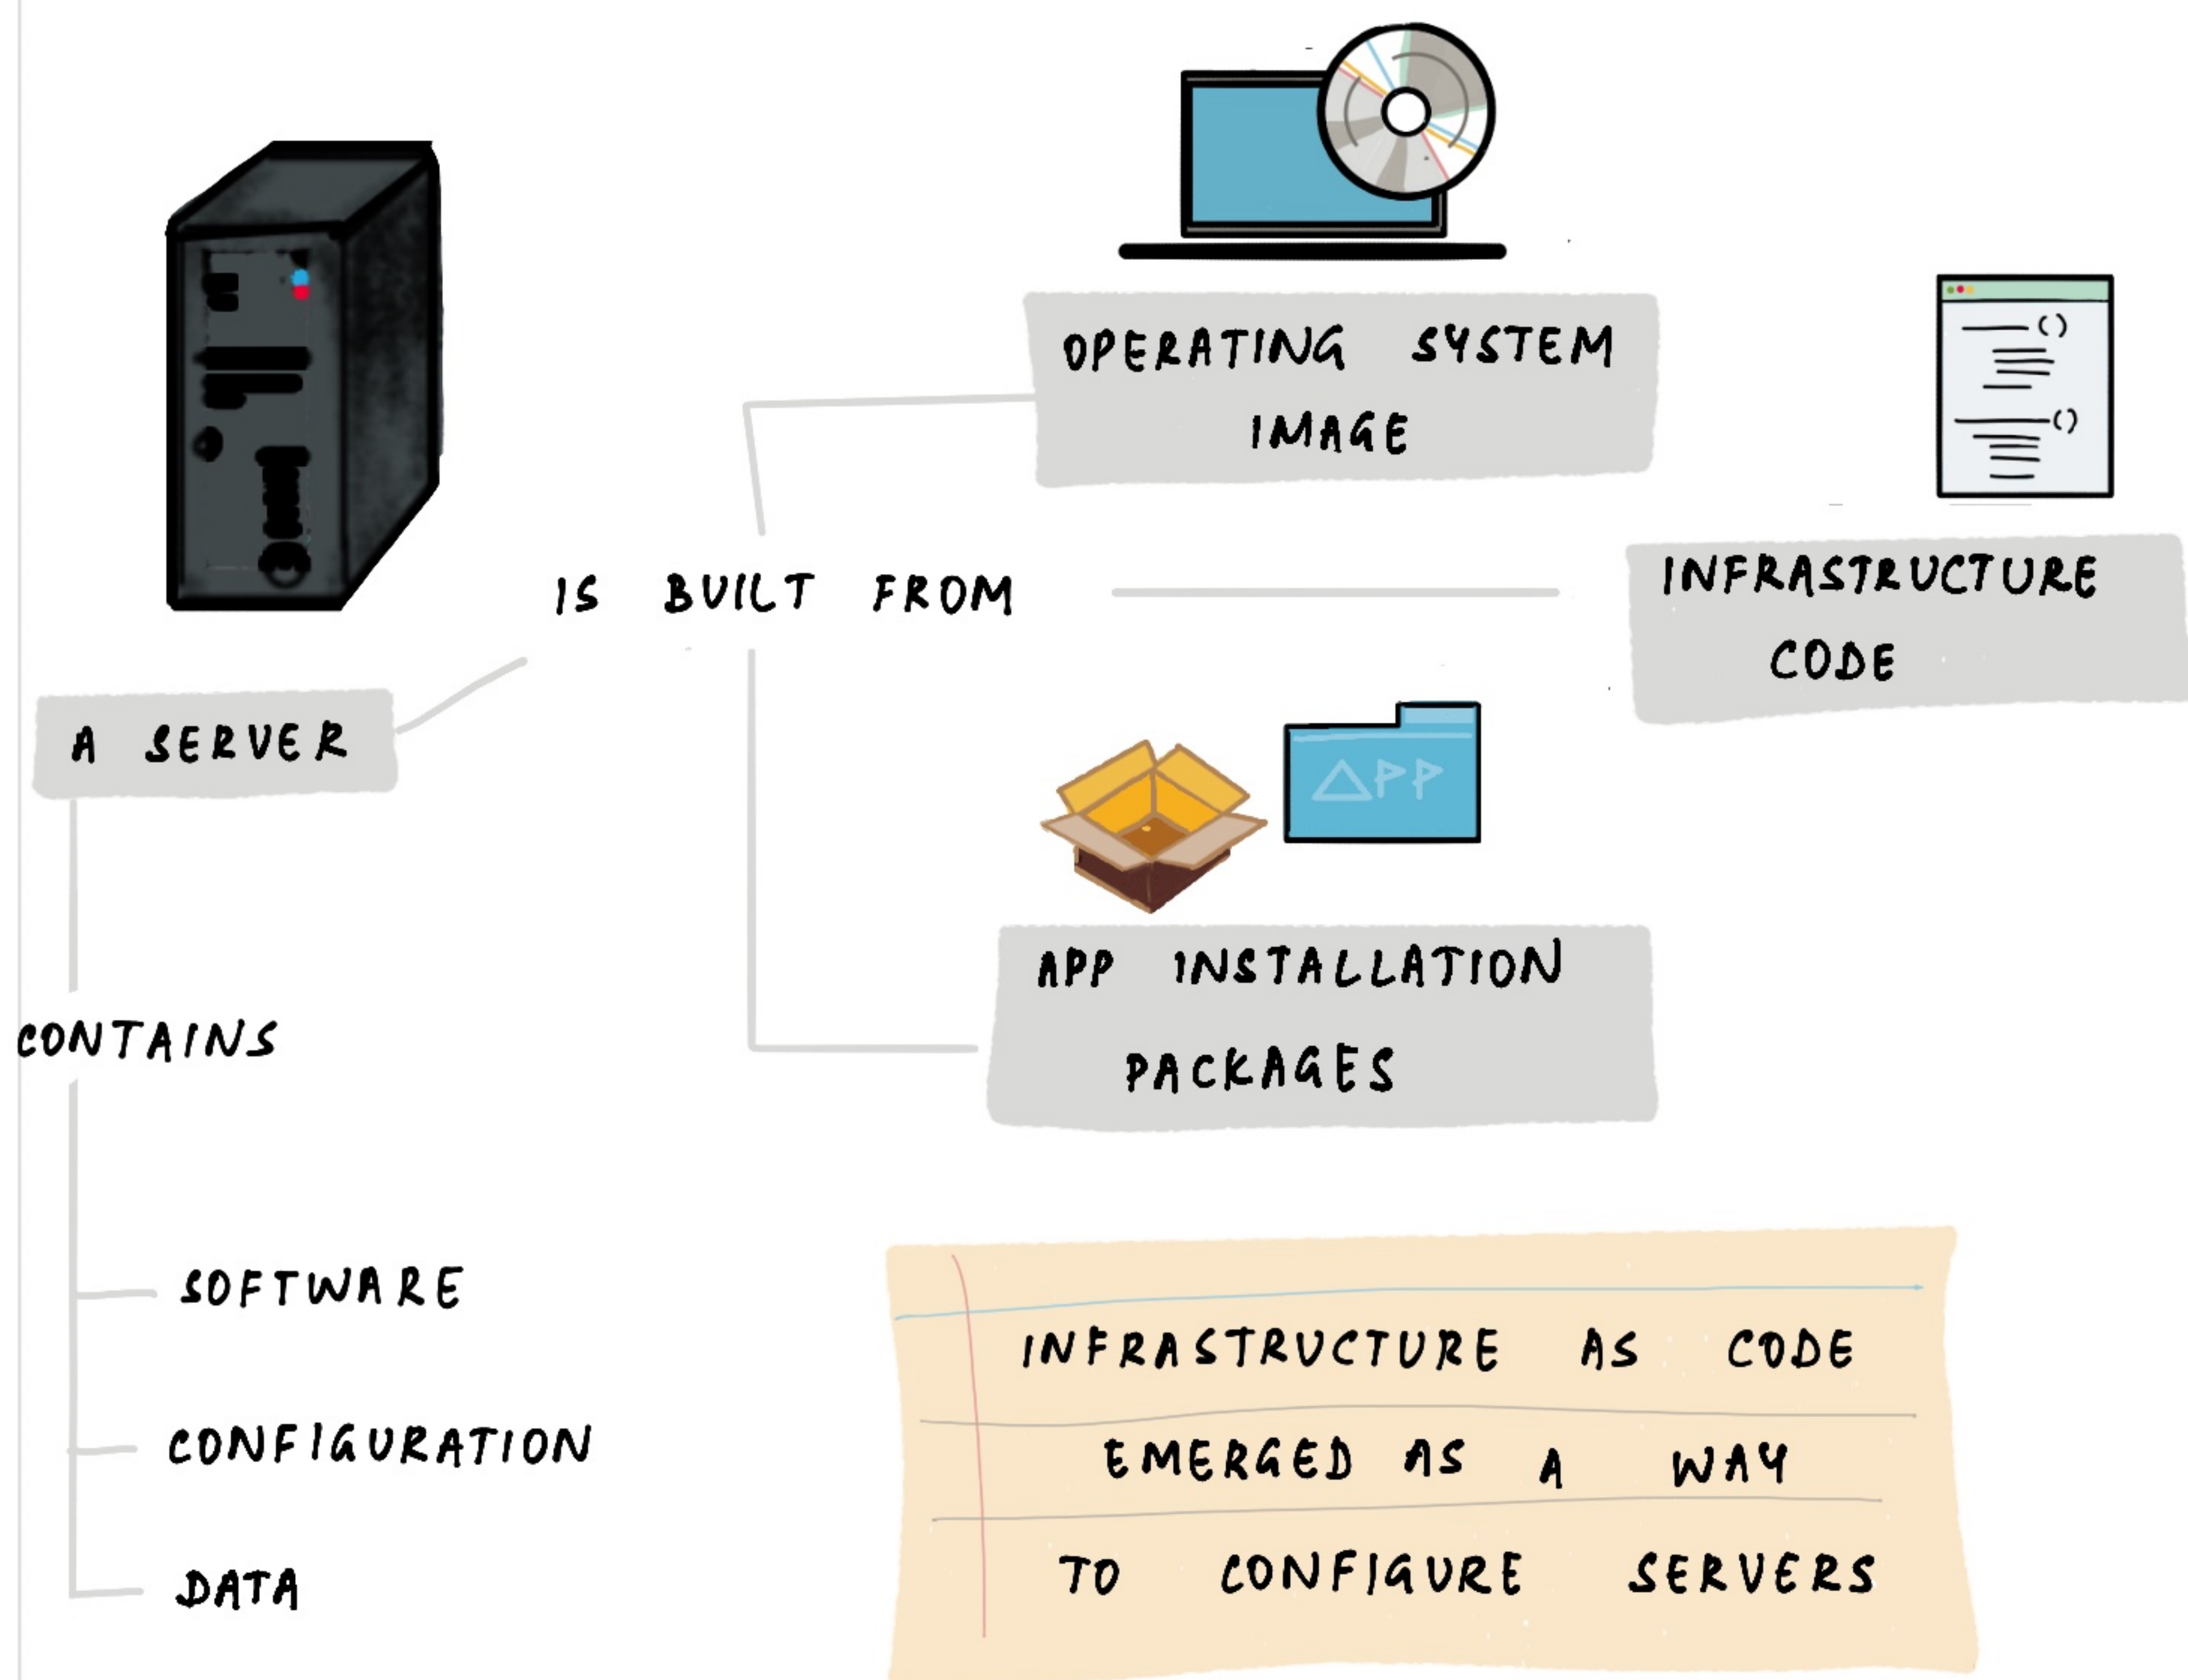 OPERATING SYSTEM
IMAGE
()
()
INFRASTRUCTURE
CODE
IS BUILT FROM
A SERVER
APP
APP INSTALLATION
PACKAGES
CONTAINS
SOFTWARE
CONFIGURATION
DATA
INFRASTRUCTURE AS CODE
EMERGED AS A WAY
TO CONFIGURE SERVERS